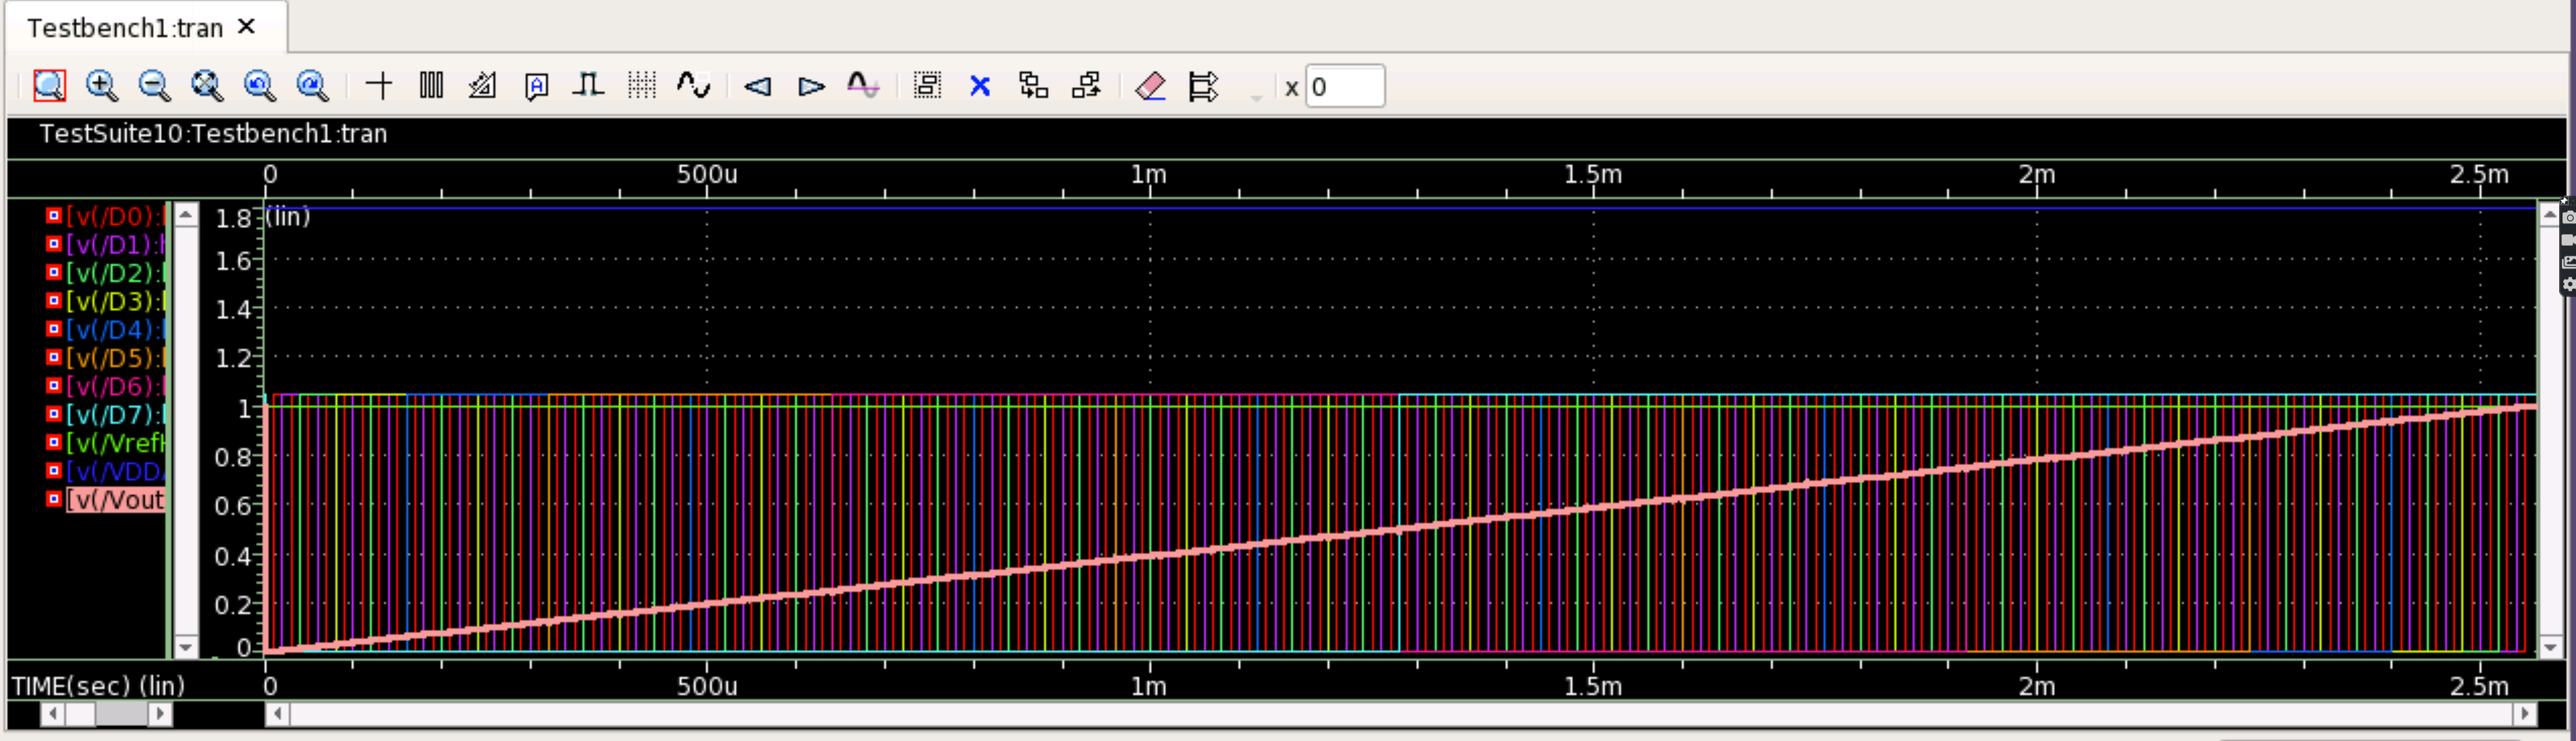 Testbench1:tran
x 0
TestSuite10:Testbench1:tran
0 500u 1m 1.5m 2m 2.5m
[v(/D0):
[v(/D1):
[v(/D2):
[v(/D3):
[v(/D4):
[v(/D5):
[v(/D6):
[v(/D7):
[v(/Vref
[v(/VDD
[v(/Vout
1.8 (lin)
1.6
1.4
1.2
1
0.8
0.6
0.4
0.2
0
TIME(sec) (lin) 0 500u 1m 1.5m 2m 2.5m